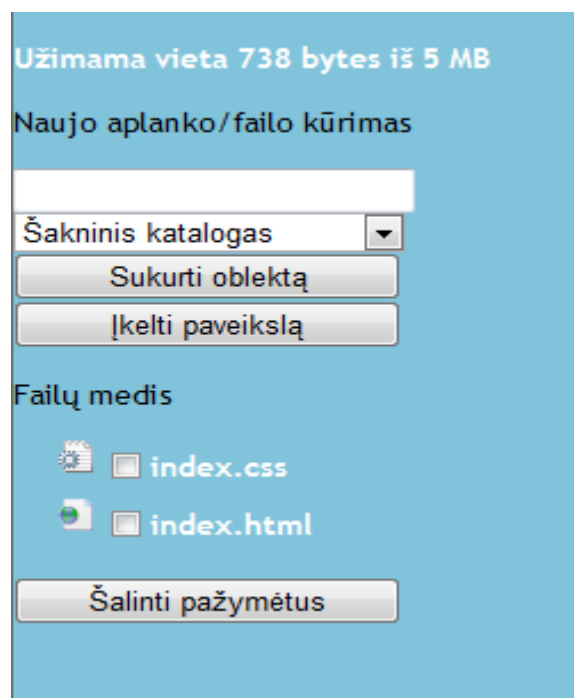 Užimama vieta 738 bytes iš 5 MB
Naujo aplanko/failo kūrimas
Šakninis katalogas
Sukurti oblektą
Įkelti paveikslą
Failų medis
index.css
index.html
Šalinti pažymėtus